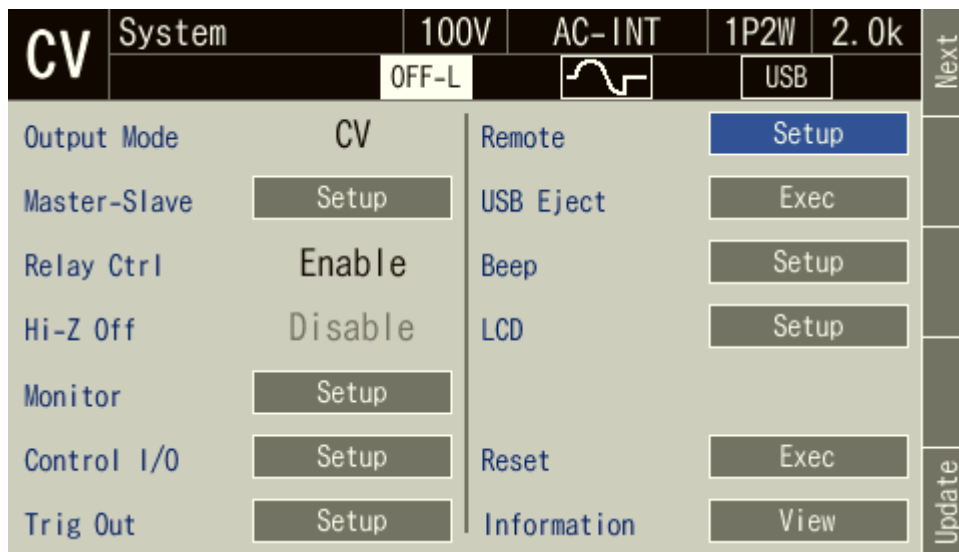 CV System 100V AC-INT 1P2W 2.0k Next
OFF-L USB
Output Mode CV
Master-Slave Setup
Relay Ctrl Enable
Hi-Z Off Disable
Monitor Setup
Control I/O Setup
Trig Out Setup
Remote Setup
USB Eject Exec
Beep Setup
LCD Setup
Reset Exec
Information View
Update